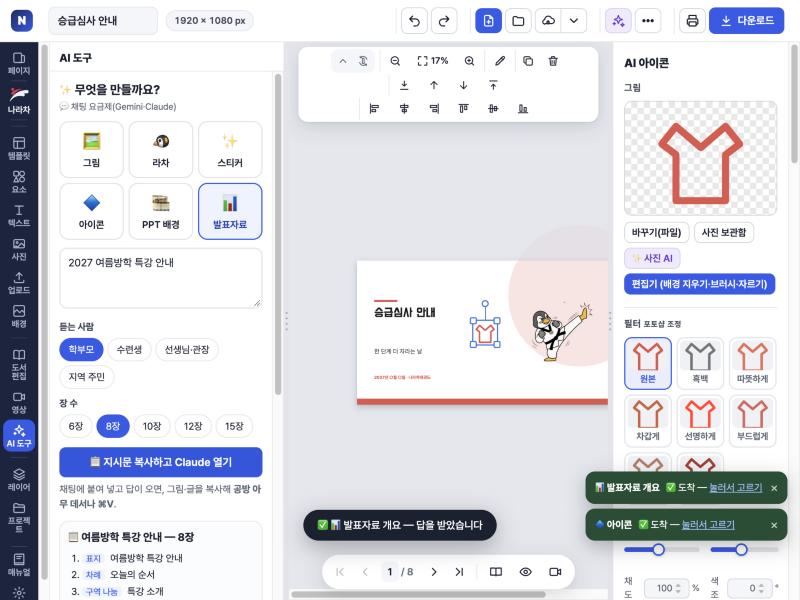 N
승급심사 안내
1920 × 1080 px
다운로드
페이지
나라차
템플릿
요소
텍스트
사진
업로드
배경
도서
편집
영상
AI 도구
레이어
프로젝
트
매뉴얼
AI 도구
✨ 무엇을 만들까요?
💬 채팅 요금제(Gemini·Claude)
그림
라차
스티커
아이콘
PPT 배경
발표자료
2027 여름방학 특강 안내
듣는 사람
학부모
수련생
선생님·관장
지역 주민
장 수
6장
8장
10장
12장
15장
📋 지시문 복사하고 Claude 열기
채팅에 붙여 넣고 답이 오면, 그림·글을 복사해 공방 아
무 데서나 ⌘V.
📋 여름방학 특강 안내 — 8장
1. 표지 여름방학 특강 안내
2. 차례 오늘의 순서
3. 구역 나눔 특강 소개
17%
승급심사 안내
한 단계 더 자라는 날
✅ 📊 발표자료 개요 — 답을 받았습니다
1 / 8
AI 아이콘
그림
바꾸기(파일)
사진 보관함
✨ 사진 AI
편집기 (배경 지우기·브러시·자르기)
필터 포토샵 조정
원본
흑백
따뜻하게
차갑게
선명하게
부드럽게
📊 발표자료 개요 ✅ 도착 — 눌러서 고르기 ×
🔷 아이콘 ✅ 도착 — 눌러서 고르기 ×
채
도
100
%
색
조
0
°